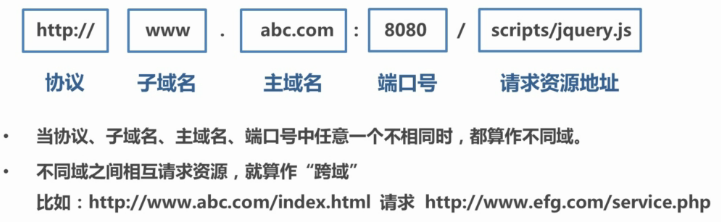 http:// www . abc.com : 8080 / scripts/jquery.js
协议 子域名 主域名 端口号 请求资源地址
• 当协议、子域名、主域名、端口号中任意一个不相同时，都算作不同域。
• 不同域之间相互请求资源，就算作“跨域”
比如：http://www.abc.com/index.html 请求 http://www.efg.com/service.php